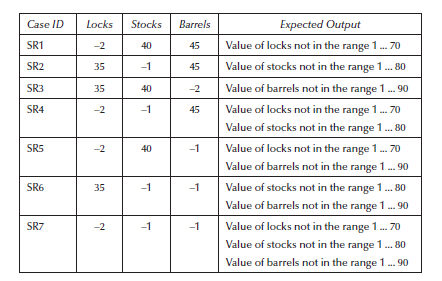 Case ID Locks Stocks Barrels Expected Output
SR1 –2 40 45 Value of locks not in the range 1 ... 70
SR2 35 –1 45 Value of stocks not in the range 1 ... 80
SR3 35 40 –2 Value of barrels not in the range 1 ... 90
SR4 –2 –1 45 Value of locks not in the range 1 ... 70
Value of stocks not in the range 1 ... 80
SR5 –2 40 –1 Value of locks not in the range 1 ... 70
Value of barrels not in the range 1 ... 90
SR6 35 –1 –1 Value of stocks not in the range 1 ... 80
Value of barrels not in the range 1 ... 90
SR7 –2 –1 –1 Value of locks not in the range 1 ... 70
Value of stocks not in the range 1 ... 80
Value of barrels not in the range 1 ... 90